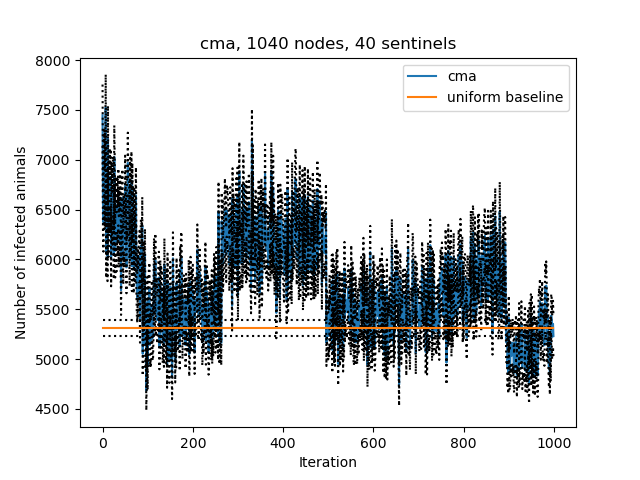 cma, 1040 nodes, 40 sentinels
cma
uniform baseline
8000
7500
7000
6500
6000
5500
5000
4500
Number of infected animals
0
200
400
600
800
1000
Iteration